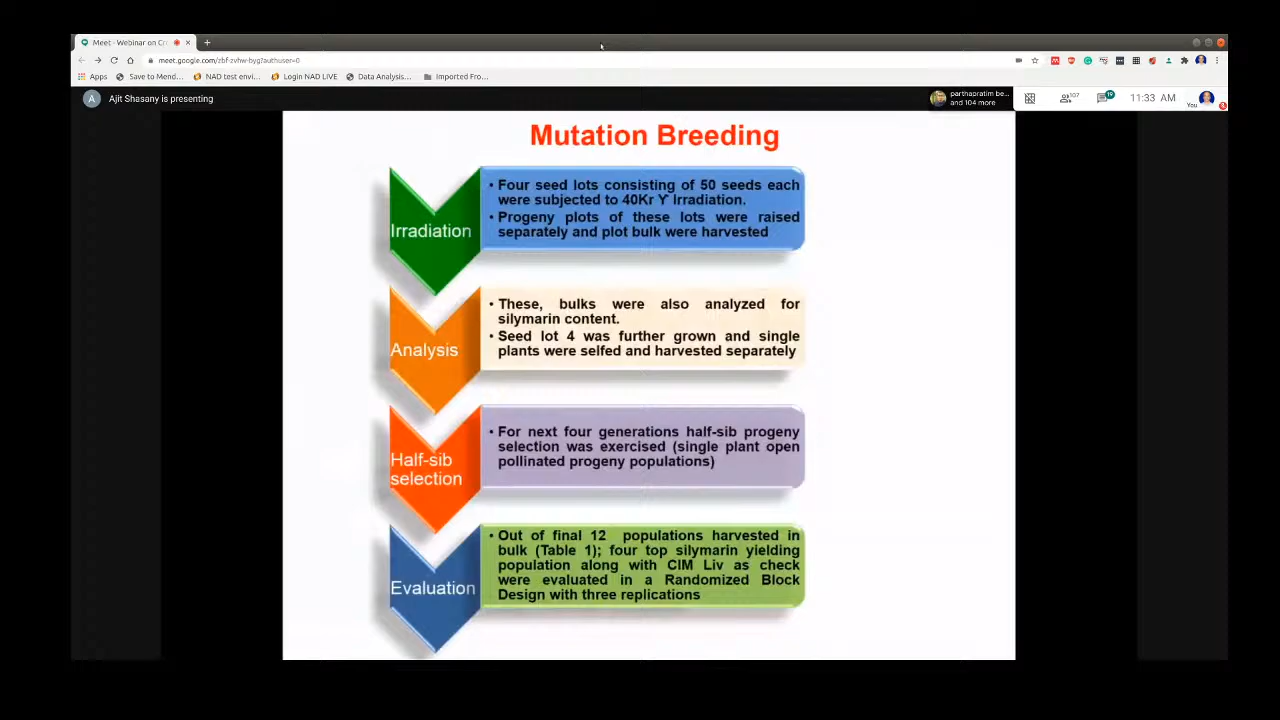 Meet - Webinar on Cr
meet.google.com/zbf-zvhw-byg?authuser=0
Apps Save to Mend... NAD test envi... Login NAD LIVE Data Analysis... Imported Fro...
A Ajit Shasany is presenting
parthapratim be...
and 104 more
107
19
11:33 AM
You
Mutation Breeding
Irradiation
• Four seed lots consisting of 50 seeds each
were subjected to 40Kr ϒ Irradiation.
• Progeny plots of these lots were raised
separately and plot bulk were harvested
Analysis
• These, bulks were also analyzed for
silymarin content.
• Seed lot 4 was further grown and single
plants were selfed and harvested separately
Half-sib
selection
• For next four generations half-sib progeny
selection was exercised (single plant open
pollinated progeny populations)
Evaluation
• Out of final 12 populations harvested in
bulk (Table 1); four top silymarin yielding
population along with CIM Liv as check
were evaluated in a Randomized Block
Design with three replications